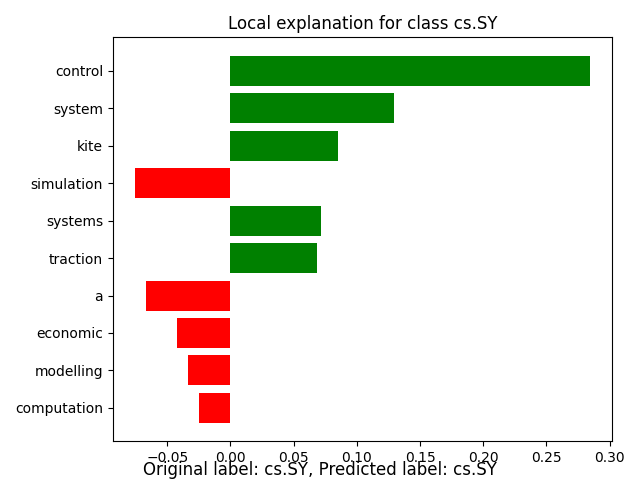 Local explanation for class cs.SY
control
system
kite
simulation
systems
traction
a
economic
modelling
computation
−0.05 0.00 0.05 0.10 0.15 0.20 0.25 0.30
Original label: cs.SY, Predicted label: cs.SY